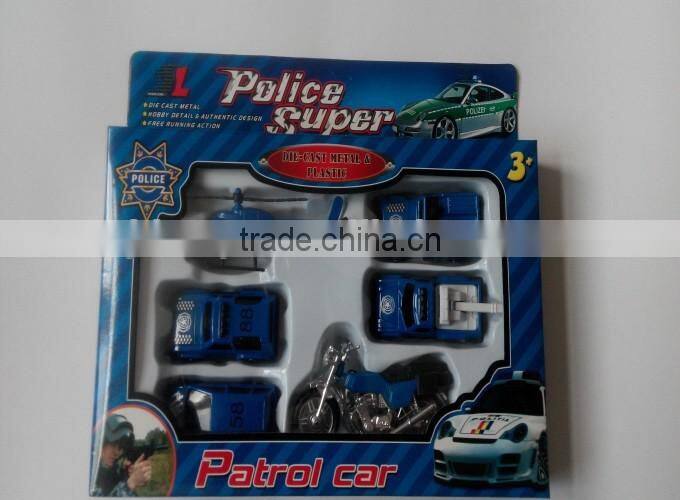 L
Police
Super
DIE CAST METAL
HOBBY DETAIL & AUTHENTIC DESIGN
FREE RUNNING ACTION
POLIZEI
DIE-CAST METAL &
PLASTIC
3+
POLICE
trade.china.cn
88
58
Patrol car